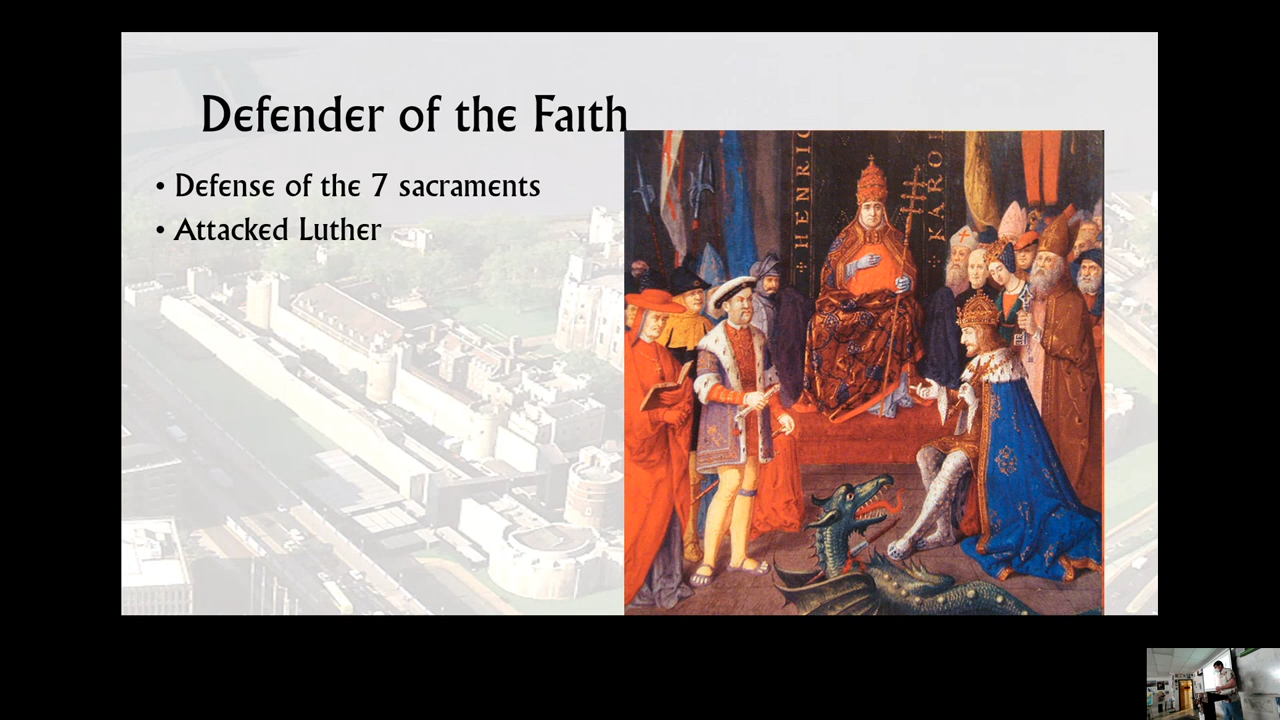 Defender of the Faith
• Defense of the 7 sacraments
• Attacked Luther
HENRIC
KAROL